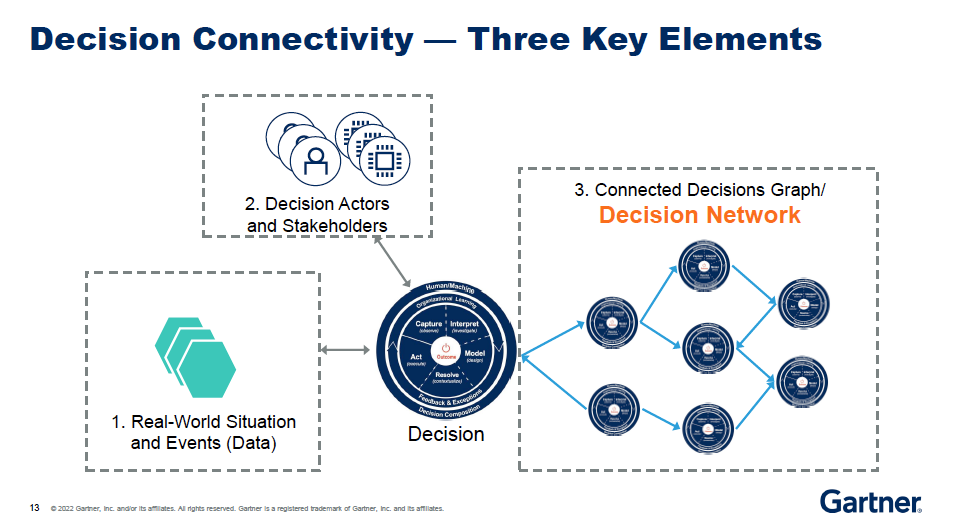 Decision Connectivity — Three Key Elements
2. Decision Actors
and Stakeholders
3. Connected Decisions Graph/
Decision Network
1. Real-World Situation
and Events (Data)
Human/Machine
Organizational Learning
Capture
(observe)
Interpret
(investigate)
Act
(execute)
Outcome
Model
(design)
Resolve
(contextualize)
Feedback & Exceptions
Decision Composition
Decision
13 © 2022 Gartner, Inc. and/or its affiliates. All rights reserved. Gartner is a registered trademark of Gartner, Inc. and its affiliates.
Gartner®